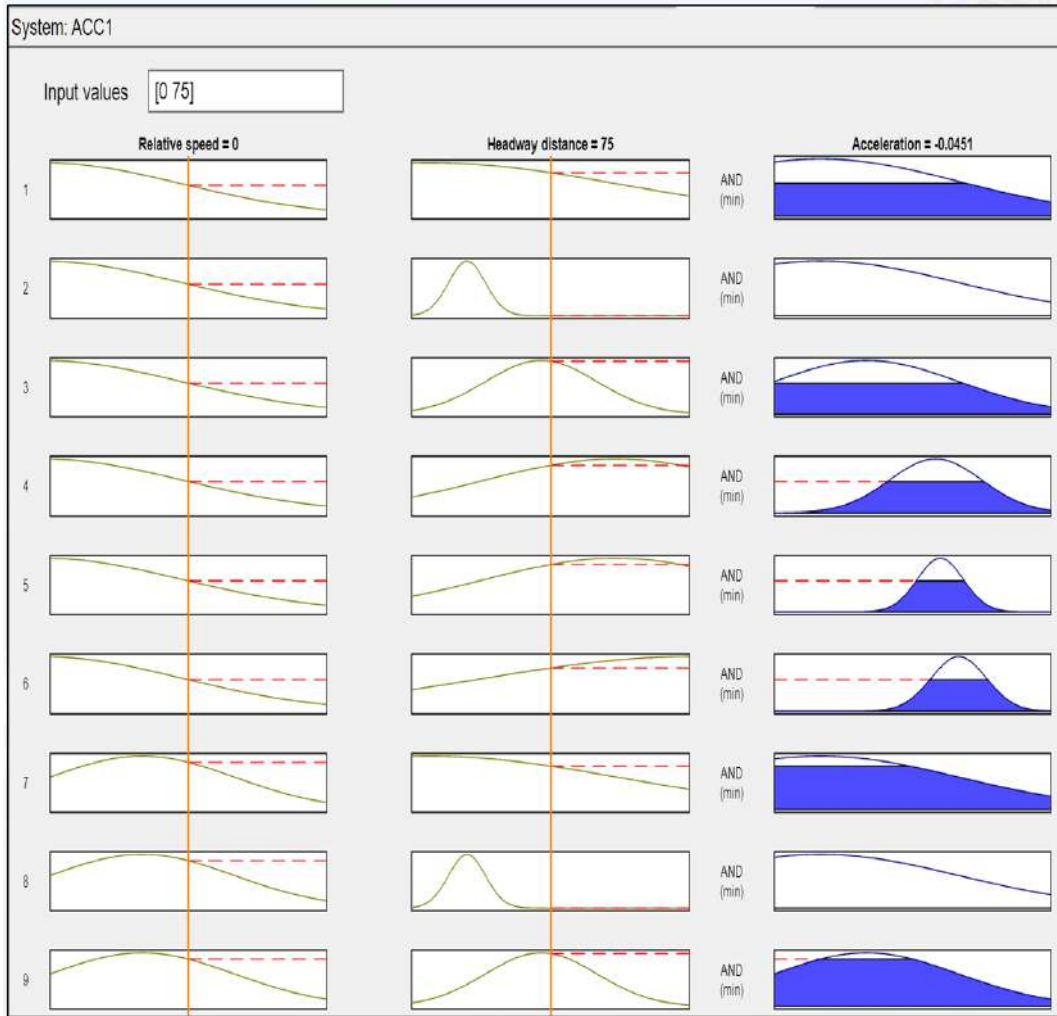 System: ACC1
Input values [0 75]
Relative speed = 0 Headway distance = 75 Acceleration = -0.0451
1 AND
(min)
2 AND
(min)
3 AND
(min)
4 AND
(min)
5 AND
(min)
6 AND
(min)
7 AND
(min)
8 AND
(min)
9 AND
(min)